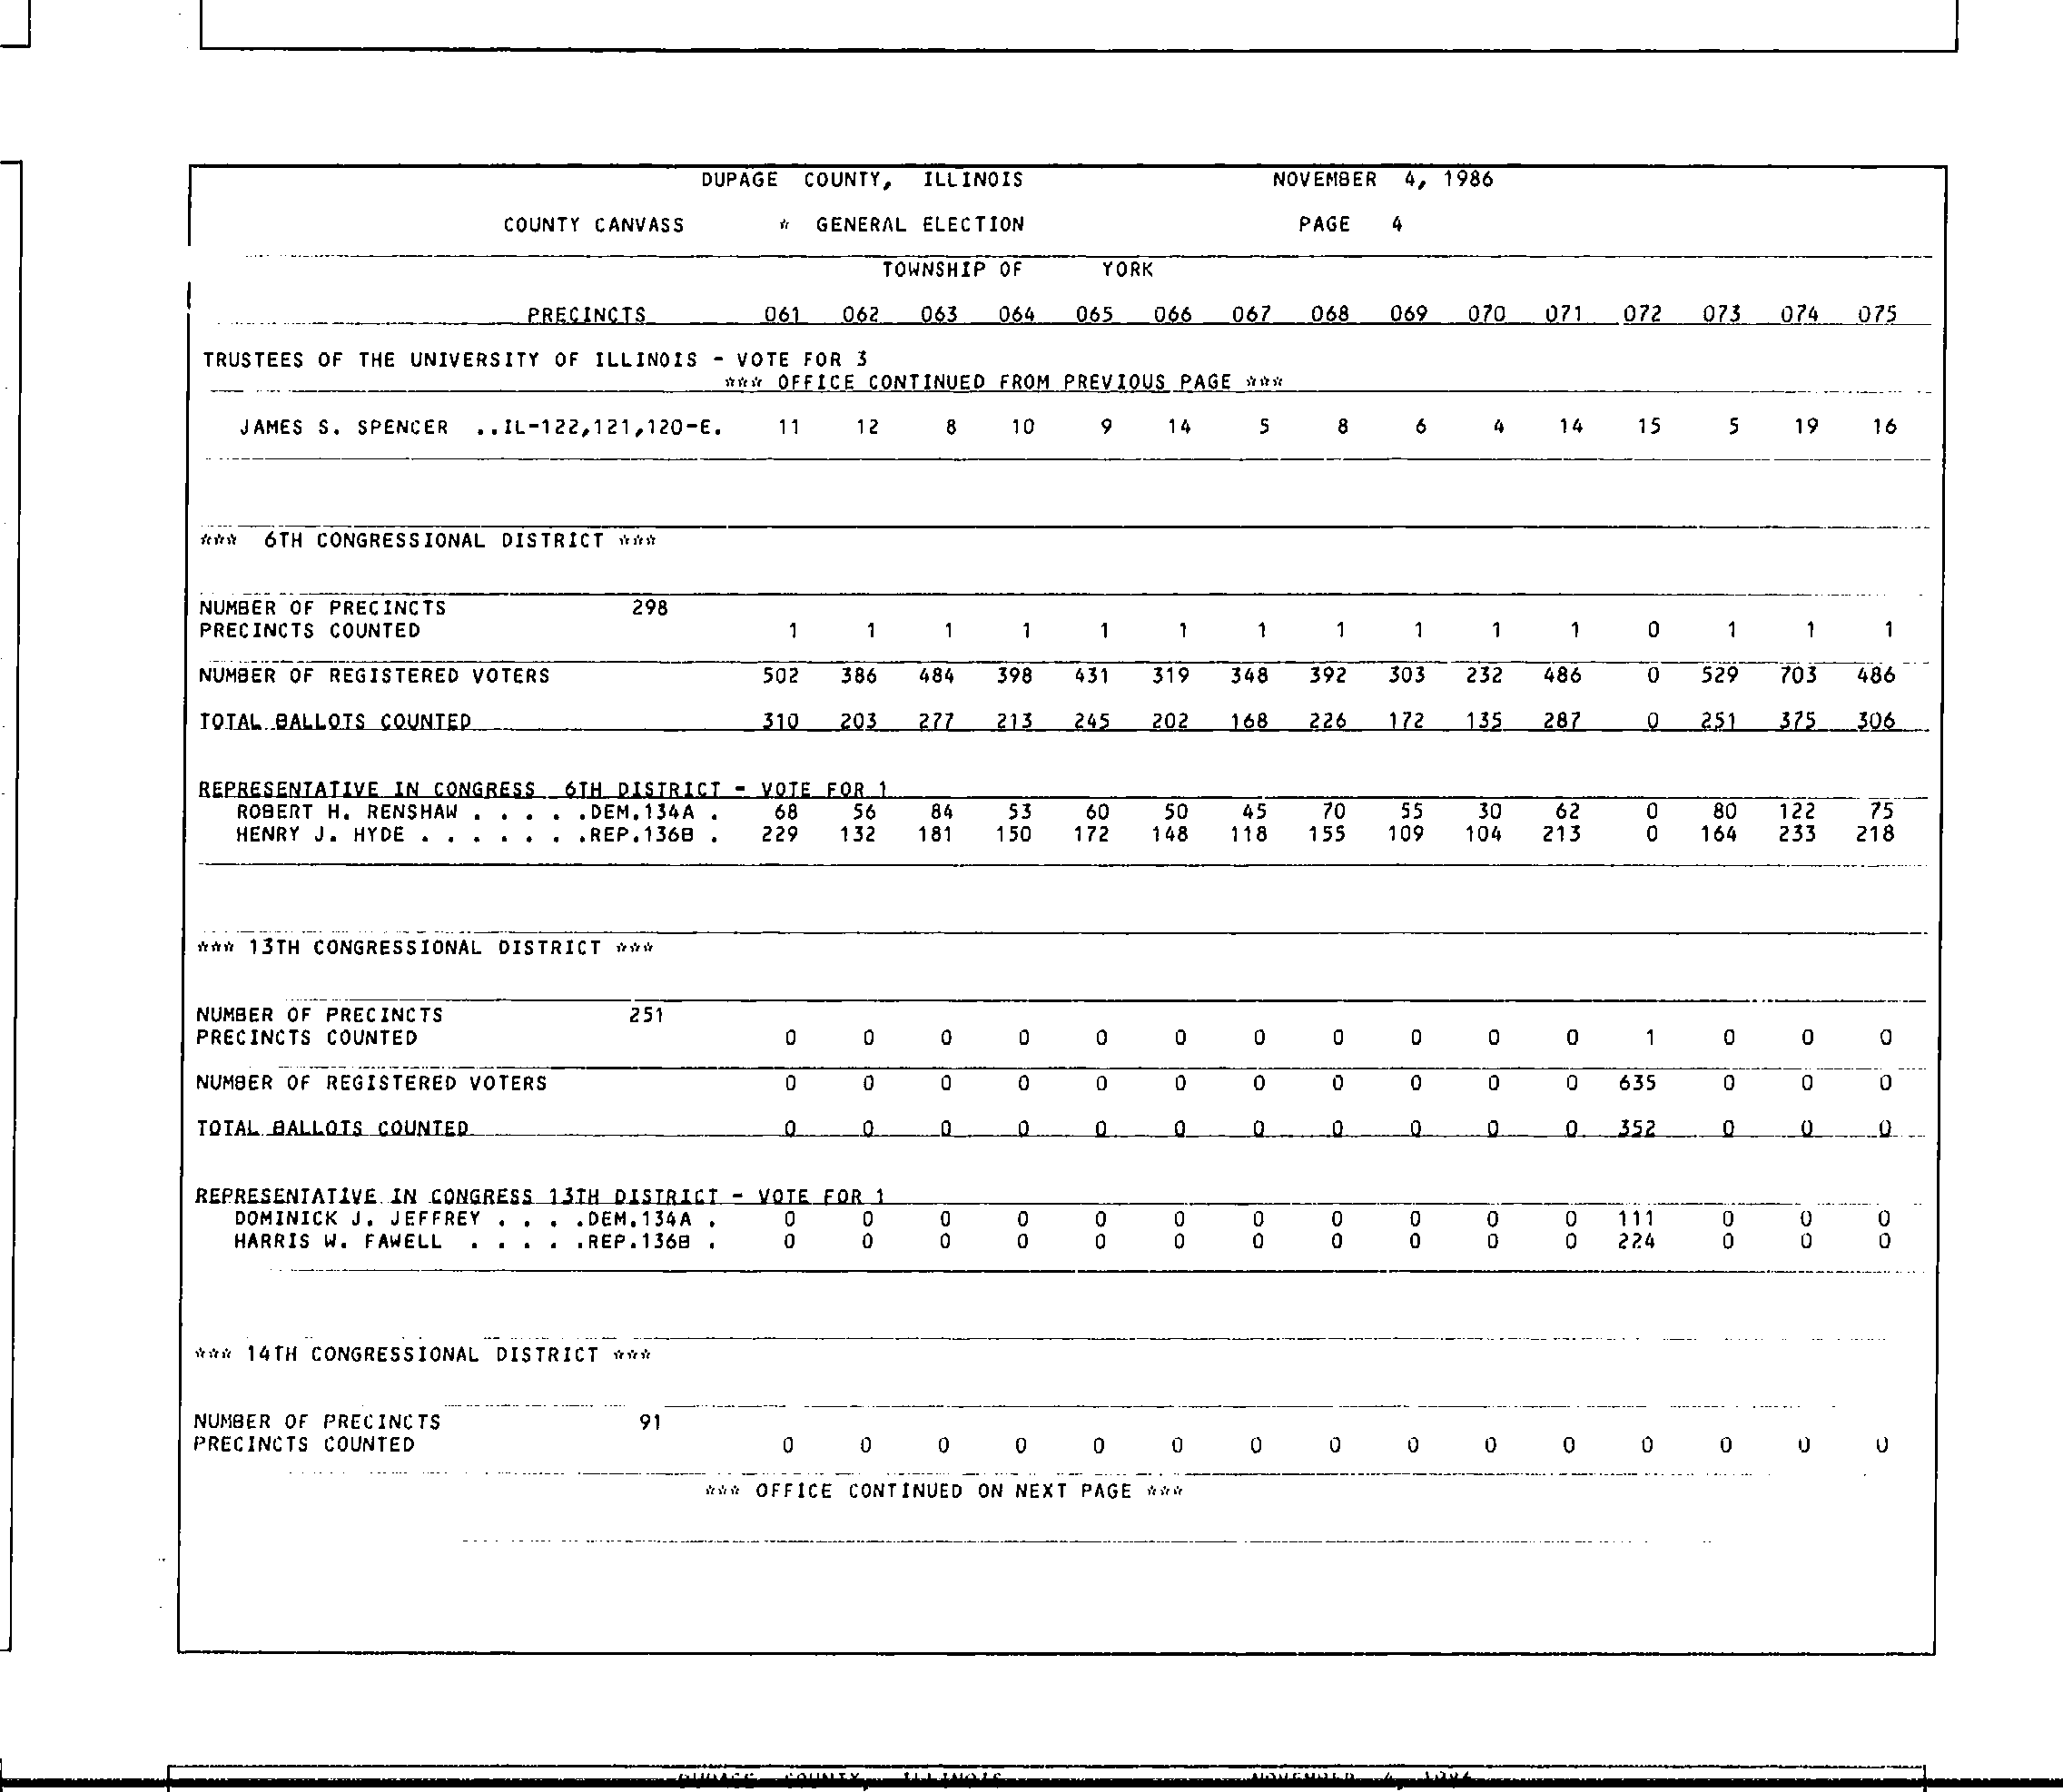 DUPAGE COUNTY, ILLINOIS NOVEMBER 4, 1986
COUNTY CANVASS * GENERAL ELECTION PAGE 4
TOWNSHIP OF YORK
PRECINCTS 061 062 063 064 065 066 067 068 069 070 071 072 073 074 075
TRUSTEES OF THE UNIVERSITY OF ILLINOIS - VOTE FOR 3
*** OFFICE CONTINUED FROM PREVIOUS PAGE ***
JAMES S. SPENCER ..IL-122,121,120-E. 11 12 8 10 9 14 5 8 6 4 14 15 5 19 16
*** 6TH CONGRESSIONAL DISTRICT ***
NUMBER OF PRECINCTS 298
PRECINCTS COUNTED 1 1 1 1 1 1 1 1 1 1 1 0 1 1 1
NUMBER OF REGISTERED VOTERS 502 386 484 398 431 319 348 392 303 232 486 0 529 703 486
TOTAL BALLOTS COUNTED 310 203 277 213 245 202 168 226 172 135 287 0 251 375 306
REPRESENTATIVE IN CONGRESS 6TH DISTRICT - VOTE FOR 1
ROBERT H. RENSHAW . . . . .DEM.134A . 68 56 84 53 60 50 45 70 55 30 62 0 80 122 75
HENRY J. HYDE . . . . . . .REP.136B . 229 132 181 150 172 148 118 155 109 104 213 0 164 233 218
*** 13TH CONGRESSIONAL DISTRICT ***
NUMBER OF PRECINCTS 251
PRECINCTS COUNTED 0 0 0 0 0 0 0 0 0 0 0 1 0 0 0
NUMBER OF REGISTERED VOTERS 0 0 0 0 0 0 0 0 0 0 0 635 0 0 0
TOTAL BALLOTS COUNTED 0 0 0 0 0 0 0 0 0 0 0 352 0 0 0
REPRESENTATIVE IN CONGRESS 13TH DISTRICT - VOTE FOR 1
DOMINICK J. JEFFREY . . . .DEM.134A . 0 0 0 0 0 0 0 0 0 0 0 111 0 0 0
HARRIS W. FAWELL . . . . .REP.136B . 0 0 0 0 0 0 0 0 0 0 0 224 0 0 0
*** 14TH CONGRESSIONAL DISTRICT ***
NUMBER OF PRECINCTS 91
PRECINCTS COUNTED 0 0 0 0 0 0 0 0 0 0 0 0 0 0 0
*** OFFICE CONTINUED ON NEXT PAGE ***
DUPAGE COUNTY, ILLINOIS NOVEMBER 4, 1986